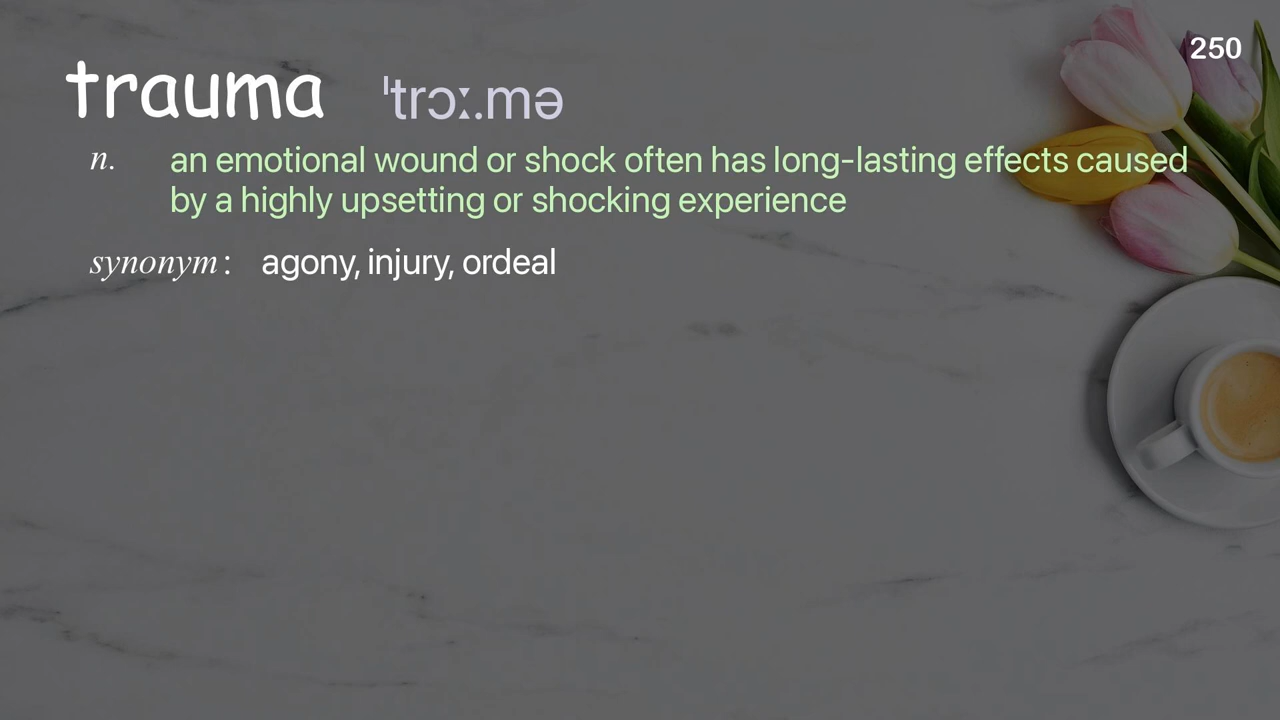 250
trauma ˈtrɔː.mə
n. an emotional wound or shock often has long-lasting effects caused
by a highly upsetting or shocking experience
synonym: agony, injury, ordeal